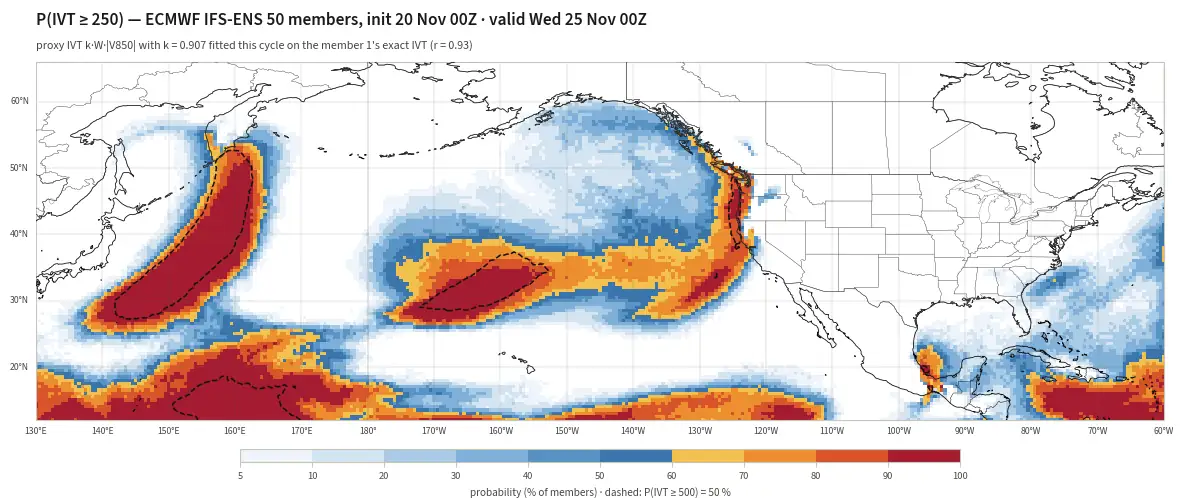 P(IVT ≥ 250) — ECMWF IFS-ENS 50 members, init 20 Nov 00Z · valid Wed 25 Nov 00Z
proxy IVT k·W·|V850| with k = 0.907 fitted this cycle on the member 1's exact IVT (r = 0.93)
60°N
50°N
40°N
30°N
20°N
130°E 140°E 150°E 160°E 170°E 180° 170°W 160°W 150°W 140°W 130°W 120°W 110°W 100°W 90°W 80°W 70°W 60°W
5 10 20 30 40 50 60 70 80 90 100
probability (% of members) · dashed: P(IVT ≥ 500) = 50 %